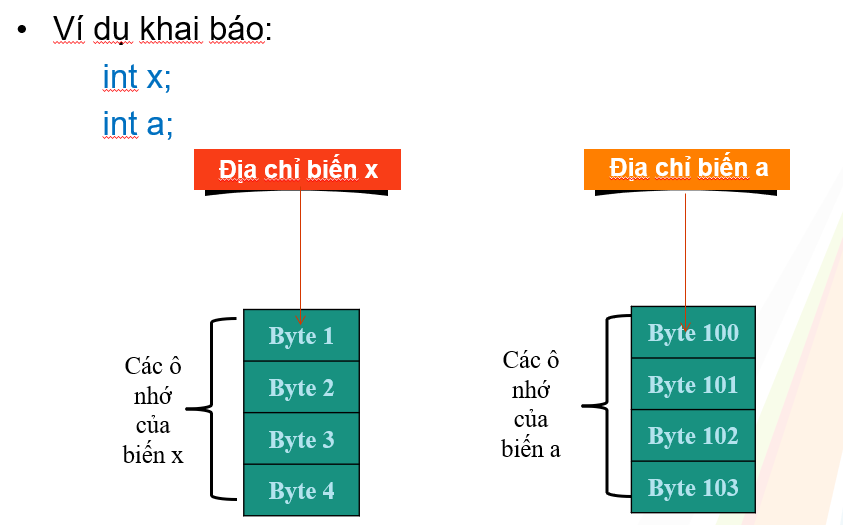 • Ví dụ khai báo:
int x;
int a;
Địa chỉ biến x
Địa chỉ biến a
Các ô
nhớ
của
biến x
Byte 1
Byte 2
Byte 3
Byte 4
Các ô
nhớ
của
biến a
Byte 100
Byte 101
Byte 102
Byte 103